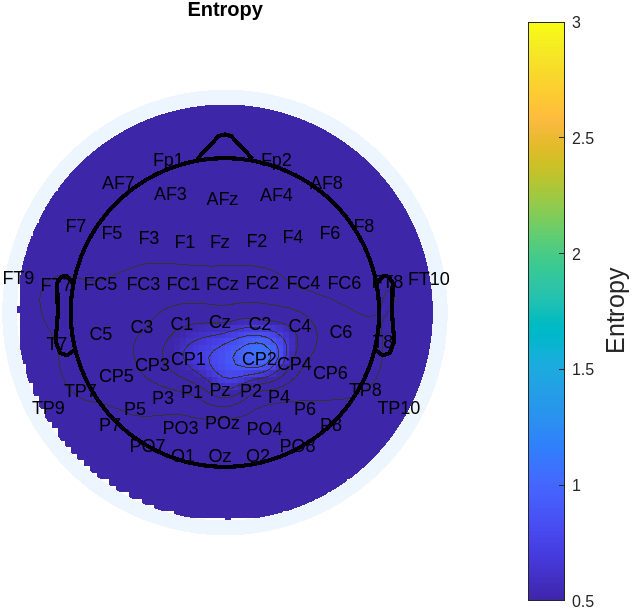 Entropy
Fp1 Fp2
AF7 AF3 AFz AF4 AF8
F7 F5 F3 F1 Fz F2 F4 F6 F8
FT9 FT7 FC5 FC3 FC1 FCz FC2 FC4 FC6 FT8 FT10
T7 C5 C3 C1 Cz C2 C4 C6 T8
TP9 TP7 CP5 CP3 CP1 CP2 CP4 CP6 TP8 TP10
P7 P5 P3 P1 Pz P2 P4 P6 P8
PO7 PO3 POz PO4 PO8
O1 Oz O2
3
2.5
2
1.5
1
0.5
Entropy